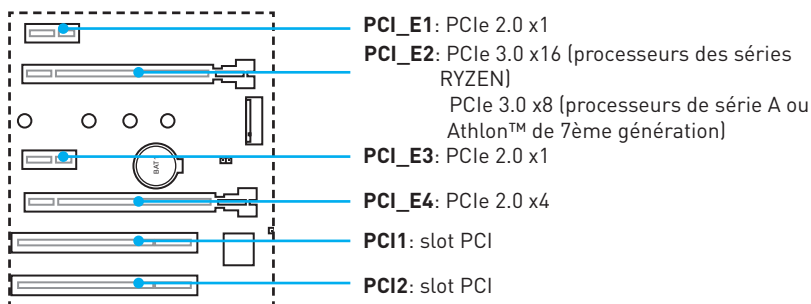 PCI_E1: PCIe 2.0 x1
PCI_E2: PCIe 3.0 x16 (processeurs des séries
RYZEN)
PCIe 3.0 x8 (processeurs de série A ou
Athlon™ de 7ème génération)
BAT1
PCI_E3: PCIe 2.0 x1
PCI_E4: PCIe 2.0 x4
PCI1: slot PCI
PCI2: slot PCI